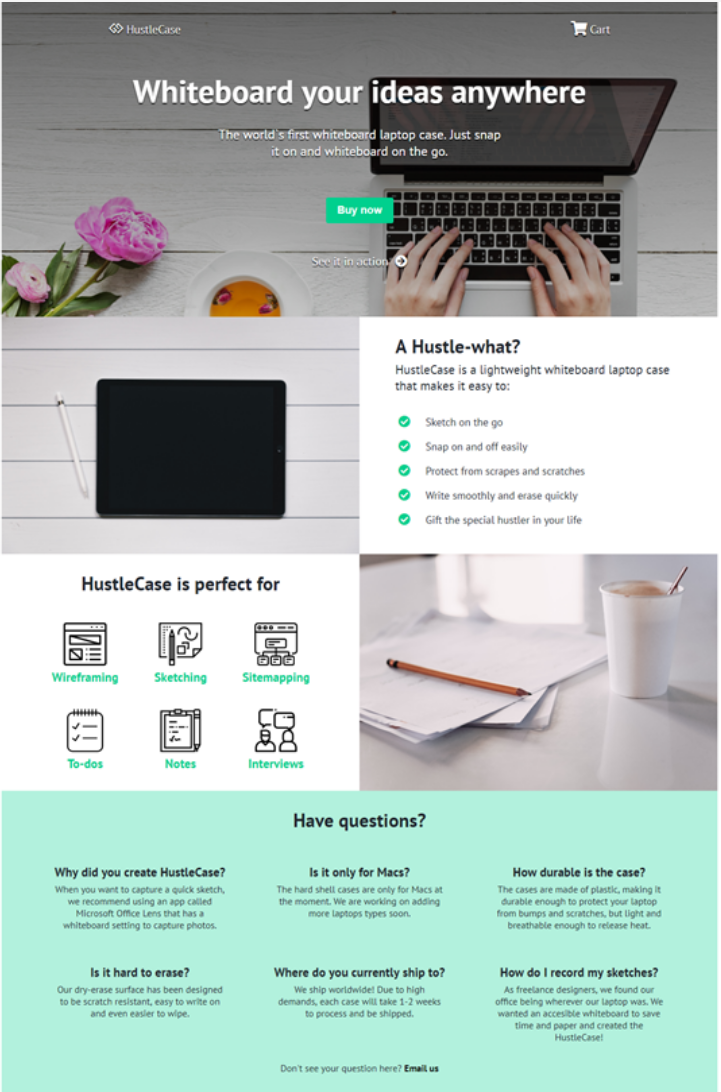 HustleCase
Cart
Whiteboard your ideas anywhere
The world's first whiteboard laptop case. Just snap
it on and whiteboard on the go.
Buy now
See it in action
A Hustle-what?
HustleCase is a lightweight whiteboard laptop case
that makes it easy to:
Sketch on the go
Snap on and off easily
Protect from scrapes and scratches
Write smoothly and erase quickly
Gift the special hustler in your life
HustleCase is perfect for
Wireframing
Sketching
Sitemapping
To-dos
Notes
Interviews
Have questions?
Why did you create HustleCase?
When you want to capture a quick sketch,
we recommend using an app called
Microsoft Office Lens that has a
whiteboard setting to capture photos.
Is it only for Macs?
The hard shell cases are only for Macs at
the moment. We are working on adding
more laptops types soon.
How durable is the case?
The cases are made of plastic, making it
durable enough to protect your laptop
from bumps and scratches, but light and
breathable enough to release heat.
Is it hard to erase?
Our dry-erase surface has been designed
to be scratch resistant, easy to write on
and even easier to wipe.
Where do you currently ship to?
We ship worldwide! Due to high
demands, each case will take 1-2 weeks
to process and be shipped.
How do I record my sketches?
As freelance designers, we found our
office being wherever our laptop was. We
wanted an accesible whiteboard to save
time and paper and created the
HustleCase!
Don't see your question here? Email us